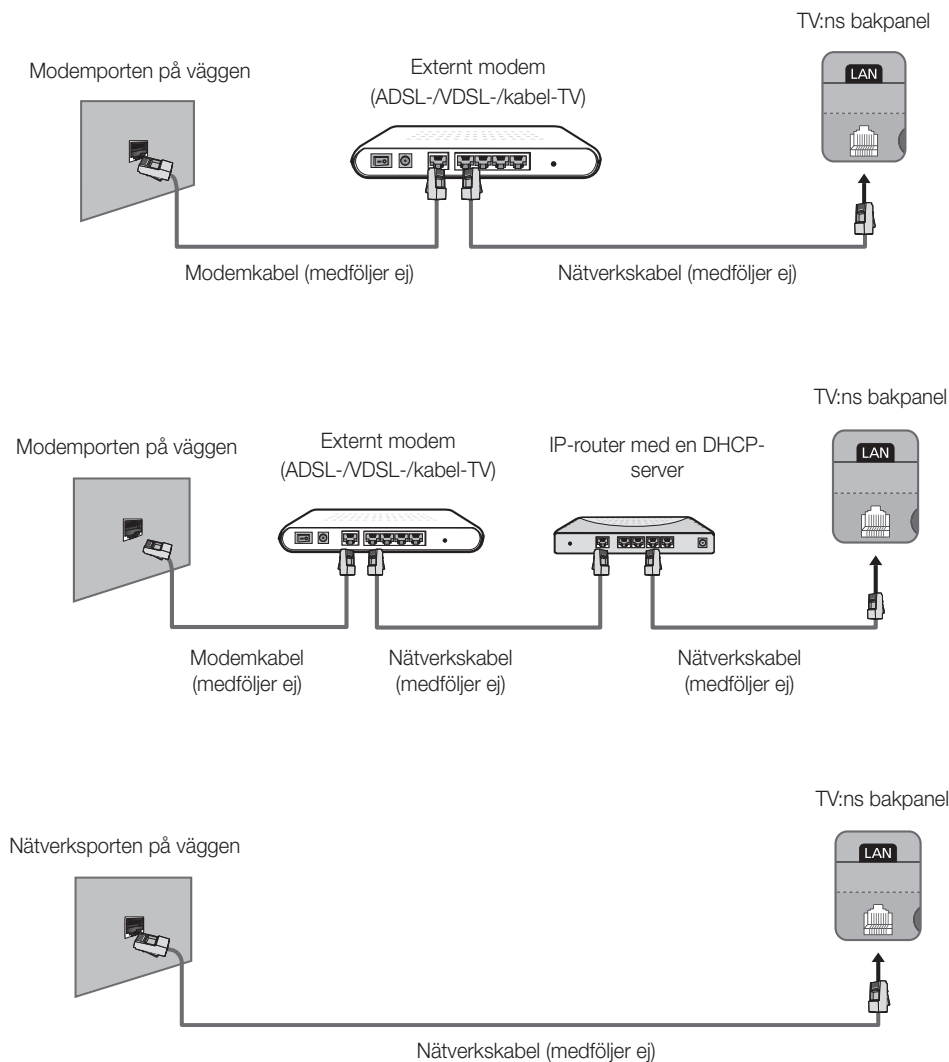 TV:ns bakpanel
Modemporten på väggen
Externt modem
(ADSL-/VDSL-/kabel-TV)
LAN
Modemkabel (medföljer ej)
Nätverkskabel (medföljer ej)
TV:ns bakpanel
Modemporten på väggen
Externt modem
(ADSL-/VDSL-/kabel-TV)
IP-router med en DHCP-
server
LAN
Modemkabel
(medföljer ej)
Nätverkskabel
(medföljer ej)
Nätverkskabel
(medföljer ej)
TV:ns bakpanel
Nätverksporten på väggen
LAN
Nätverkskabel (medföljer ej)